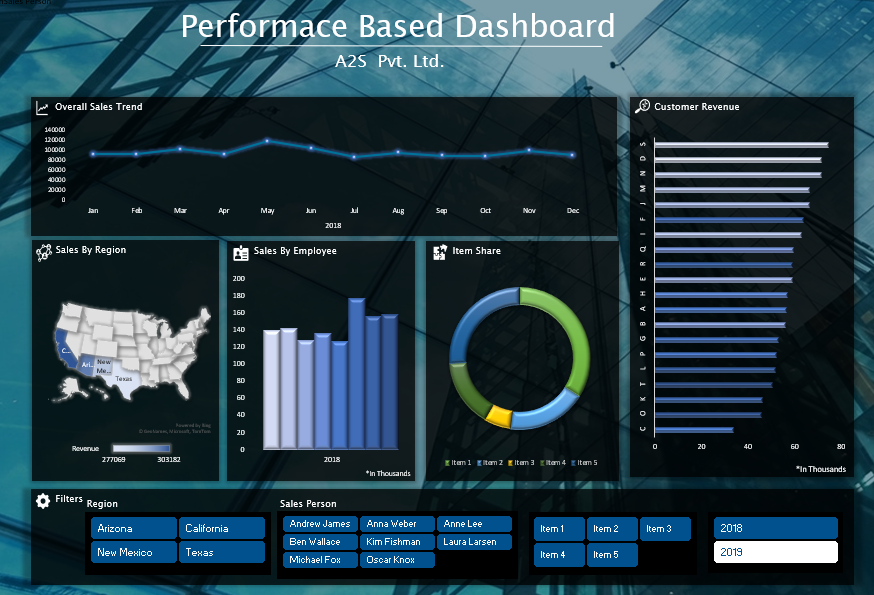 Performace Based Dashboard
A2S Pvt. Ltd.
Overall Sales Trend
140000
120000
100000
80000
60000
40000
20000
0
Jan Feb Mar Apr May Jun Jul Aug Sep Oct Nov Dec
2018
Customer Revenue
S
D
N
M
J
F
I
Q
R
E
H
A
B
G
P
L
T
K
O
C
0 20 40 60 80
*In Thousands
Sales By Region
C...
Ari...
New
Me...
Texas
Powered by Bing
© GeoNames, Microsoft, TomTom
Revenue
277069 303182
Sales By Employee
200
180
160
140
120
100
80
60
40
20
0
2018
*In Thousands
Item Share
Item 1 Item 2 Item 3 Item 4 Item 5
Filters
Region
Arizona California
New Mexico Texas
Sales Person
Andrew James Anna Weber Anne Lee
Ben Wallace Kim Fishman Laura Larsen
Michael Fox Oscar Knox
Item 1 Item 2 Item 3
Item 4 Item 5
2018
2019